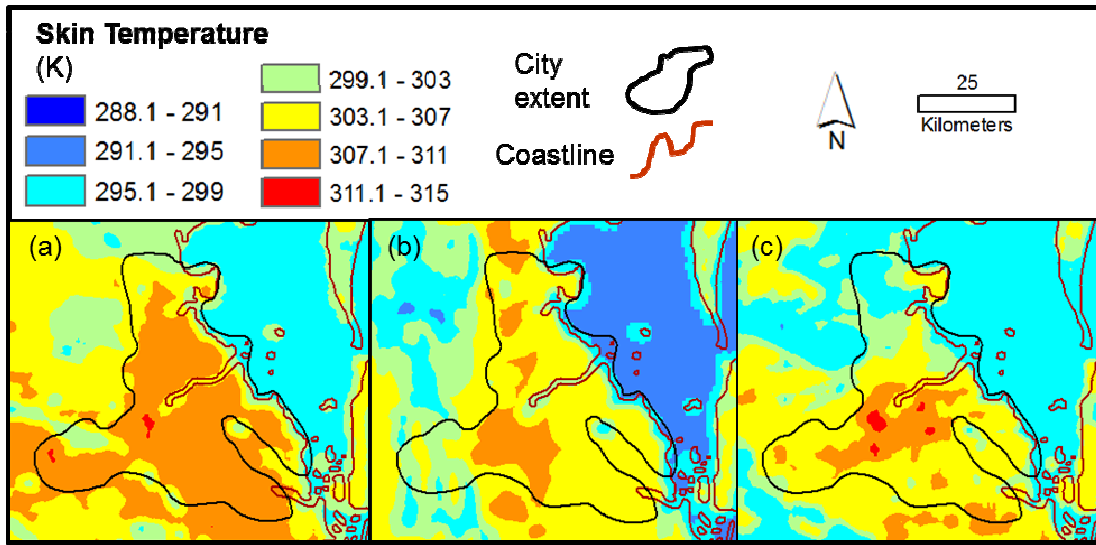 Skin Temperature
(K)
288.1 - 291
291.1 - 295
295.1 - 299
299.1 - 303
303.1 - 307
307.1 - 311
311.1 - 315
City
extent
Coastline
N
25
Kilometers
(a)
(b)
(c)